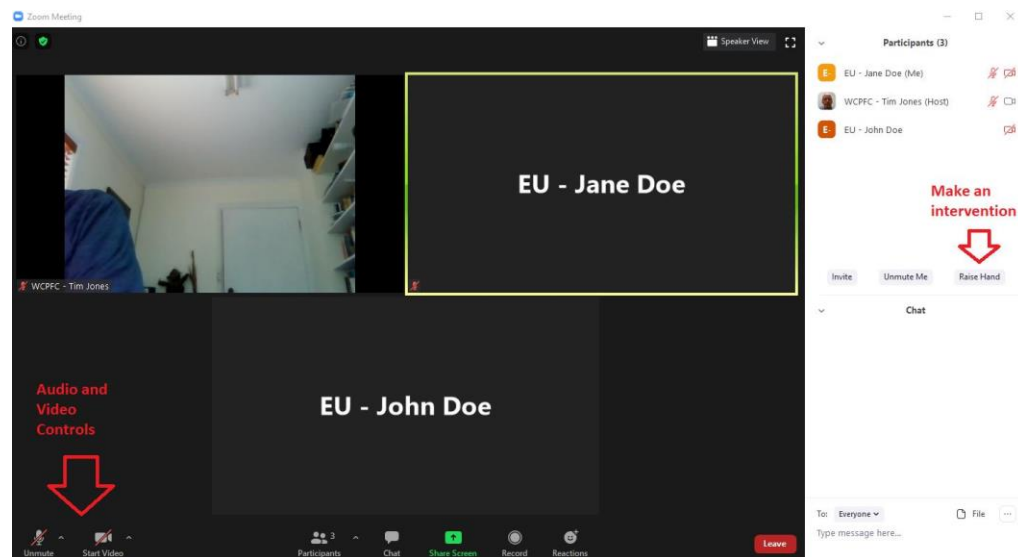 Zoom Meeting
Speaker View
WCPFC - Tim Jones
EU - Jane Doe
EU - John Doe
Audio and
Video
Controls
Unmute
Start Video
3
Participants
Chat
Share Screen
Record
Reactions
Leave
Participants (3)
E- EU - Jane Doe (Me)
WCPFC - Tim Jones (Host)
E- EU - John Doe
Make an
intervention
Invite Unmute Me Raise Hand
Chat
To: Everyone File ...
Type message here...